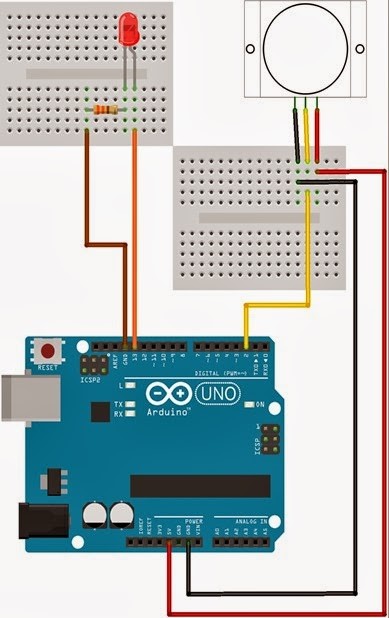 RESET
ICSP2
AREF
GND
13
12
~11
~10
~9
8
7
~6
~5
4
~3
2
TX▶1
RX◀0
DIGITAL (PWM~)
L
TX
RX
Arduino™
UNO
ON
ICSP
1
IOREF
RESET
3V3
5V
GND
GND
VIN
POWER
ANALOG IN
A0
A1
A2
A3
A4
A5